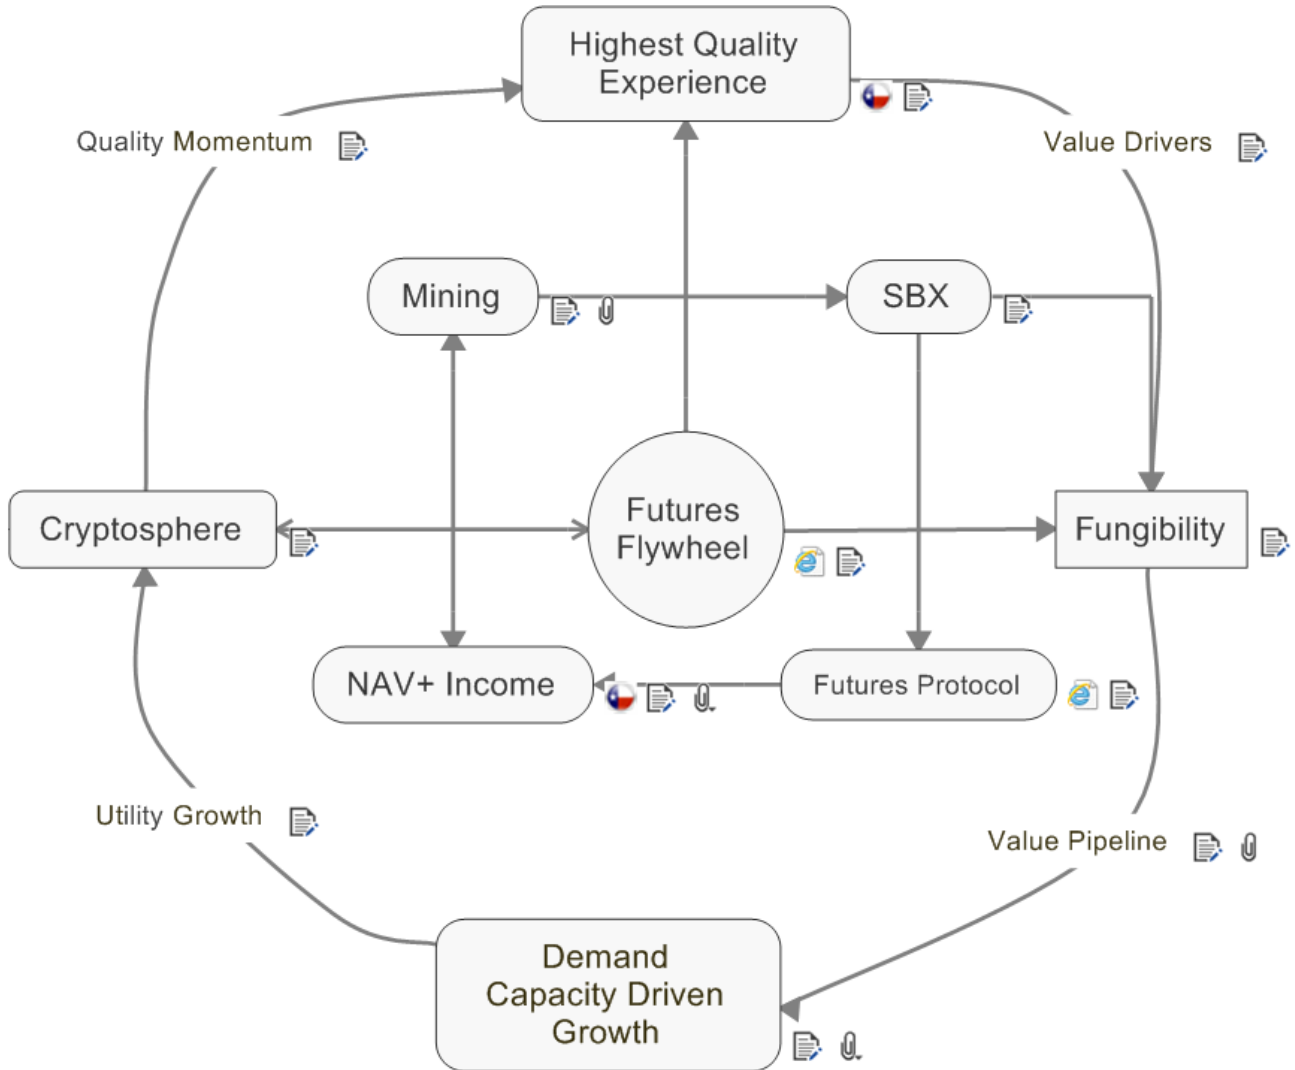 Highest Quality
Experience
Quality Momentum
Value Drivers
Mining
SBX
Cryptosphere
Futures
Flywheel
Fungibility
NAV+ Income
Futures Protocol
Utility Growth
Value Pipeline
Demand
Capacity Driven
Growth